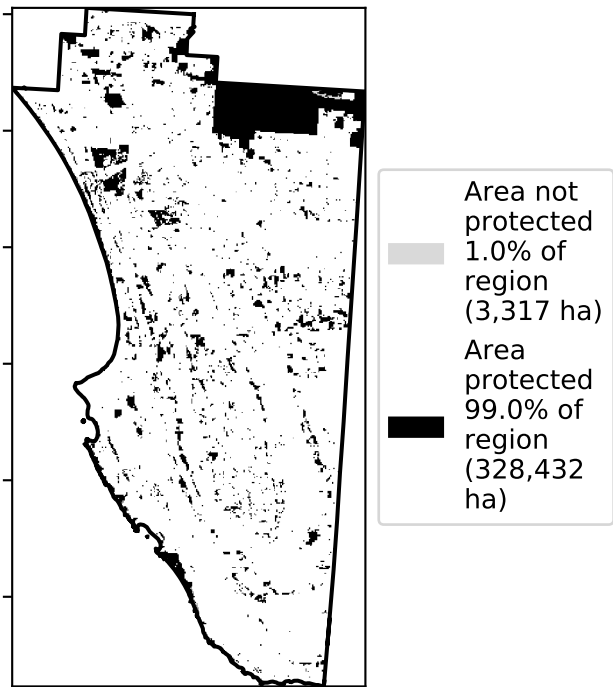 Area not
protected
1.0% of
region
(3,317 ha)
Area
protected
99.0% of
region
(328,432
ha)